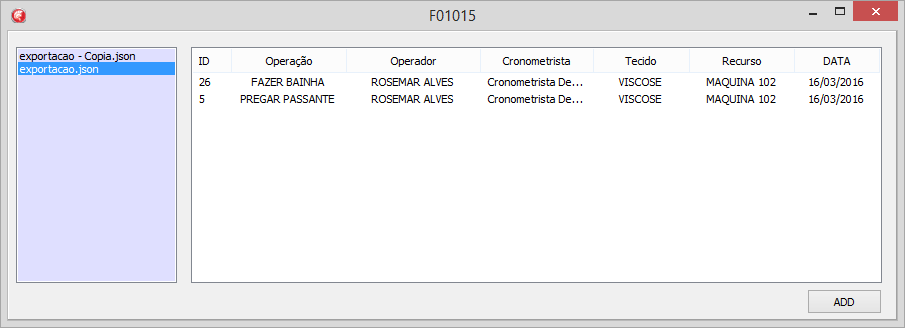 F01015
exportacao - Copia.json
exportacao.json
ID Operação Operador Cronometrista Tecido Recurso DATA
26 FAZER BAINHA ROSEMAR ALVES Cronometrista De... VISCOSE MAQUINA 102 16/03/2016
5 PREGAR PASSANTE ROSEMAR ALVES Cronometrista De... VISCOSE MAQUINA 102 16/03/2016
ADD